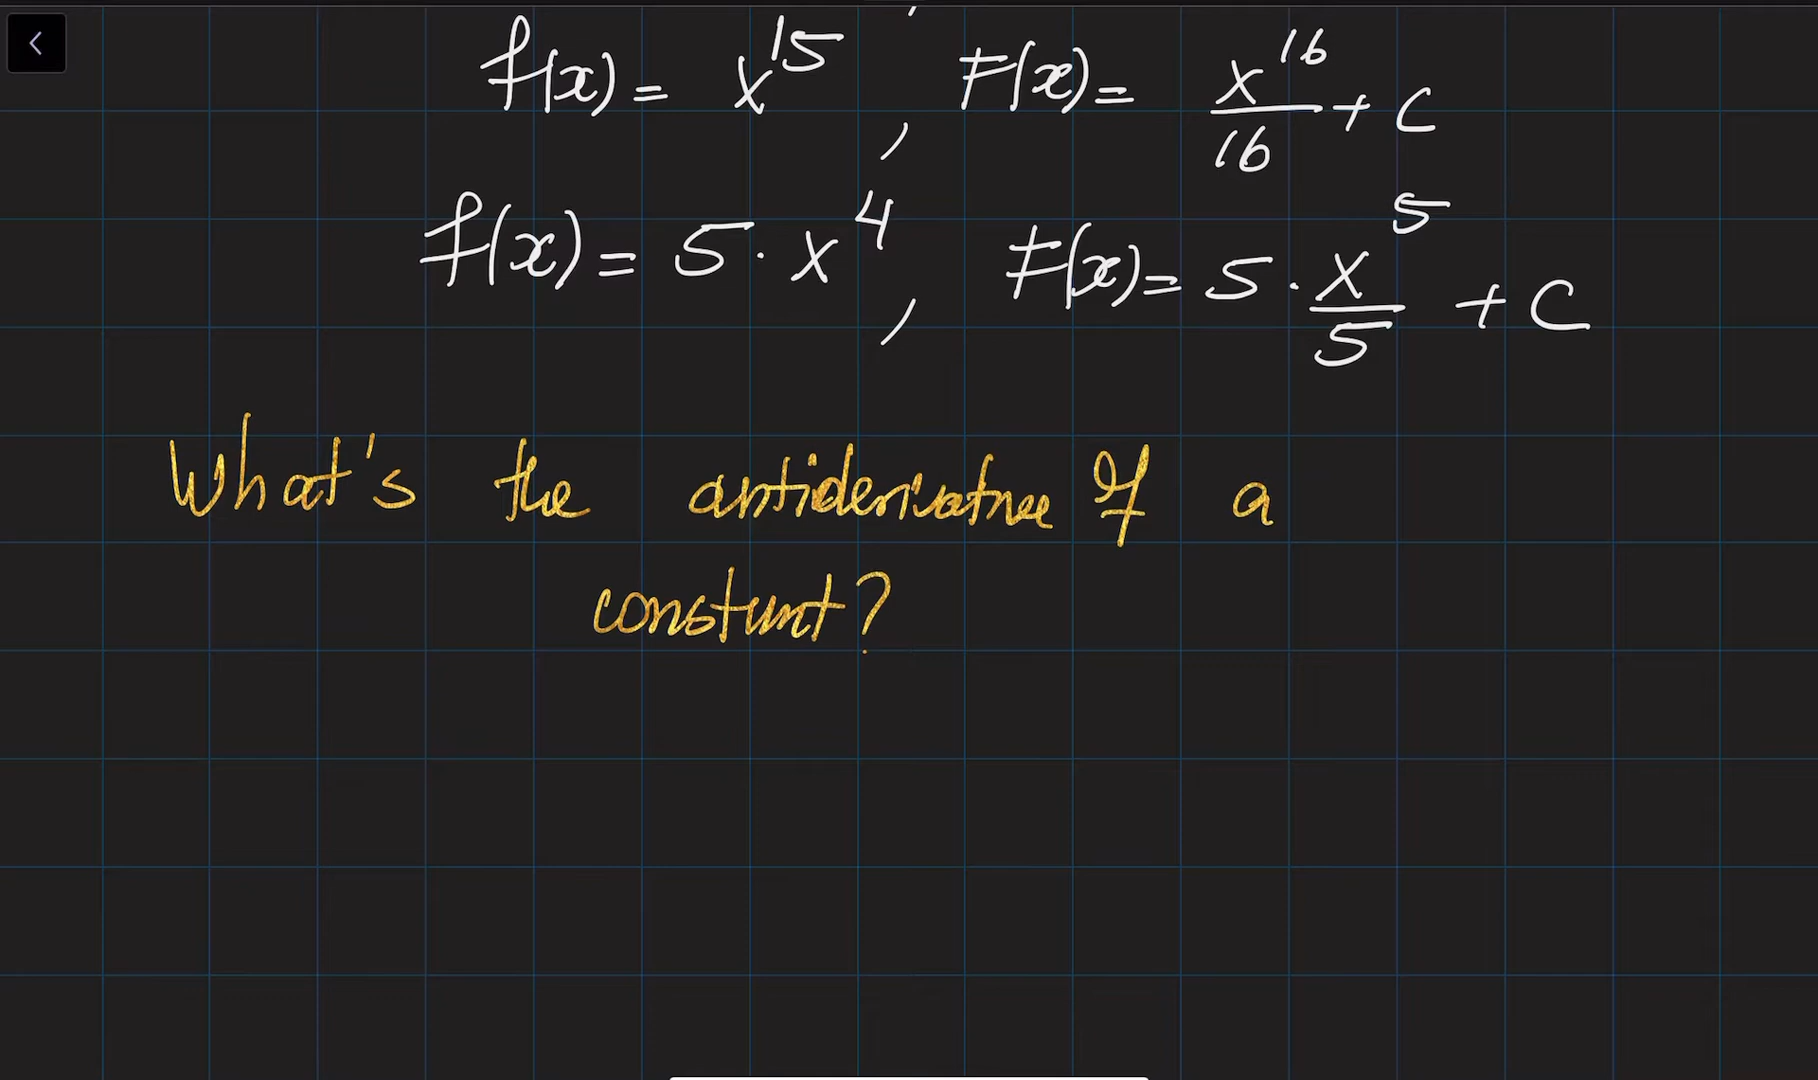 f(x) = x^15, F(x) = x^16/16 + C
f(x) = 5 · x^4, F(x) = 5 · x^5/5 + C
What's the antiderivative of a
constant?